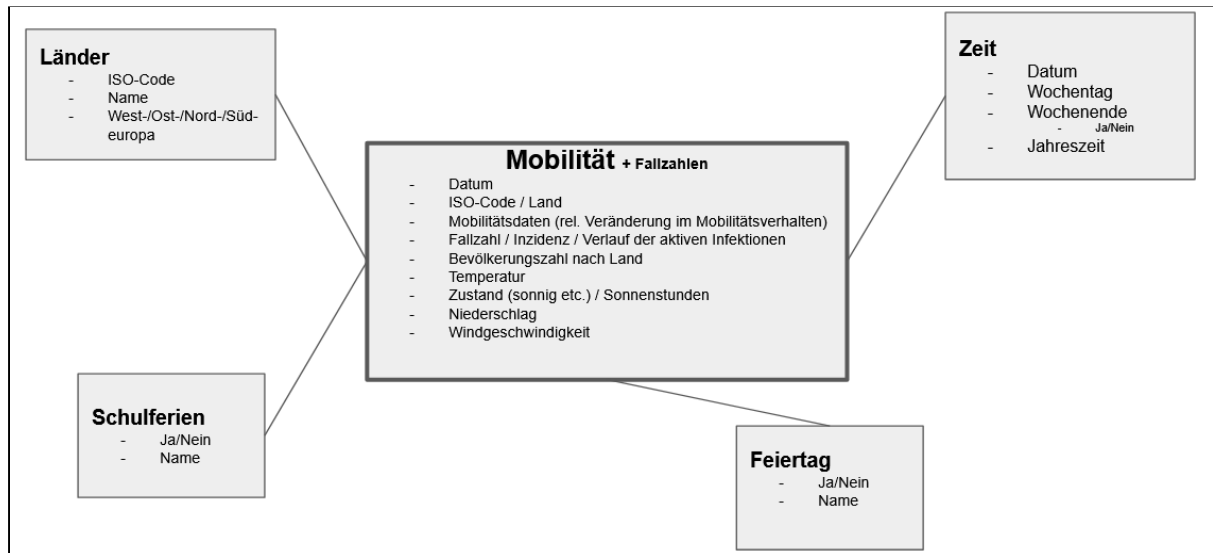 Länder
- ISO-Code
- Name
- West-/Ost-/Nord-/Süd-
europa
Zeit
- Datum
- Wochentag
- Wochenende
- Ja/Nein
- Jahreszeit
Mobilität + Fallzahlen
- Datum
- ISO-Code / Land
- Mobilitätsdaten (rel. Veränderung im Mobilitätsverhalten)
- Fallzahl / Inzidenz / Verlauf der aktiven Infektionen
- Bevölkerungszahl nach Land
- Temperatur
- Zustand (sonnig etc.) / Sonnenstunden
- Niederschlag
- Windgeschwindigkeit
Schulferien
- Ja/Nein
- Name
Feiertag
- Ja/Nein
- Name